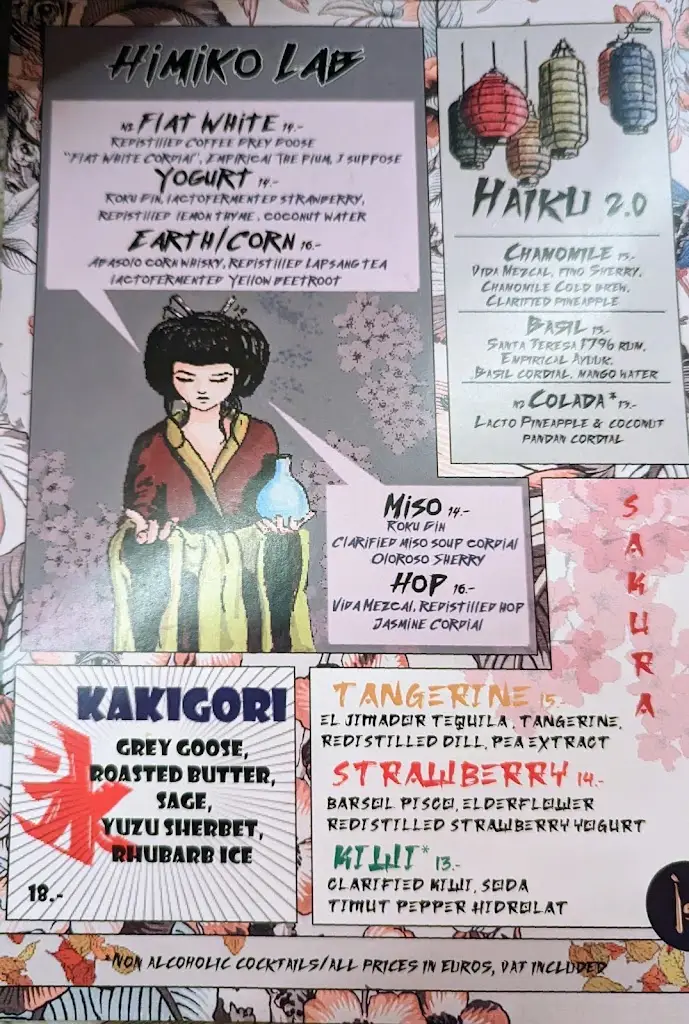 HIMIKO LAB
N2 FLAT WHITE 14.-
REDISTILLED COFFEE GREY GOOSE
"FLAT WHITE CORDIAL", EMPIRICAL THE PLUM, I SUPPOSE
YOGURT 14.-
ROKU GIN, LACTOFERMENTED STRAWBERRY,
REDISTILLED LEMON THYME, COCONUT WATER
EARTH/CORN 16.-
ABASOLO CORN WHISKY, REDISTILLED LAPSANG TEA
LACTOFERMENTED YELLOW BEETROOT
MISO 14.-
ROKU GIN
CLARIFIED MISO SOUP CORDIAL
OLOROSO SHERRY
HOP 16.-
VIDA MEZCAL, REDISTILLED HOP
JASMINE CORDIAL
HAIKU 2.0
CHAMOMILE 15.-
VIDA MEZCAL, FINO SHERRY,
CHAMOMILE COLD BREW,
CLARIFIED PINEAPPLE
BASIL 15.-
SANTA TERESA 1796 RUM,
EMPIRICAL AYUUK,
BASIL CORDIAL, MANGO WATER
N2 COLADA* 13.-
LACTO PINEAPPLE & COCONUT
PANDAN CORDIAL
SAKURA
KAKIGORI
氷
GREY GOOSE,
ROASTED BUTTER,
SAGE,
YUZU SHERBET,
RHUBARB ICE
18.-
TANGERINE 15.-
EL JIMADOR TEQUILA, TANGERINE,
REDISTILLED DILL, PEA EXTRACT
STRAWBERRY 14.-
BARSOL PISCO, ELDERFLOWER
REDISTILLED STRAWBERRY YOGURT
KIWI* 13.-
CLARIFIED KIWI, SODA
TIMUT PEPPER HIDROLAT
*NON ALCOHOLIC COCKTAILS/ALL PRICES IN EUROS, VAT INCLUDED